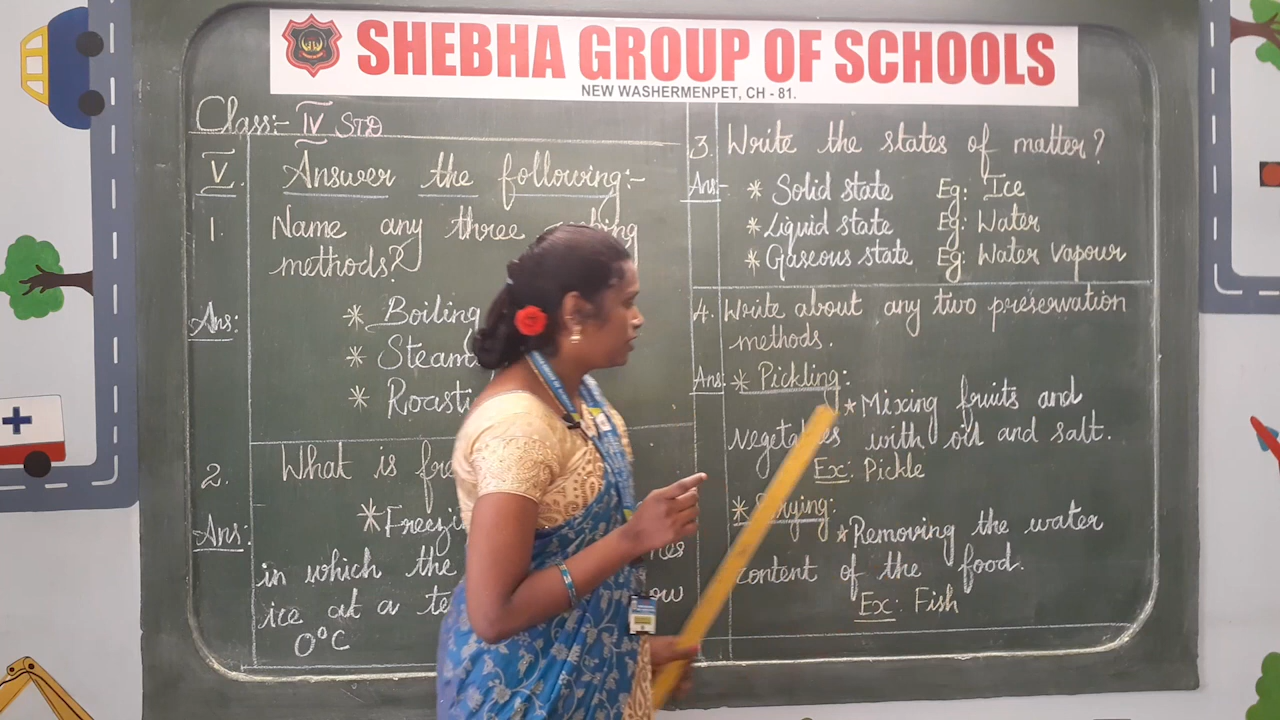 SHEBHA GROUP OF SCHOOLS
NEW WASHERMENPET, CH - 81.
Class:- IV STD
V. Answer the following:-
1. Name any three
methods?
Ans: * Boiling
*
*
2. What is
Ans: *
in which the
ice at a
0°C
3. Write the states of matter?
Ans:- * Solid state Eg: Ice
* Liquid state Eg: Water
* Gaseous state Eg: Water vapour
4. Write about any two preservation
methods.
Ans: * Pickling:
* Mixing fruits and
vegetables with oil and salt.
Ex: Pickle
* Drying:
* Removing the water
content of the food.
Ex: Fish